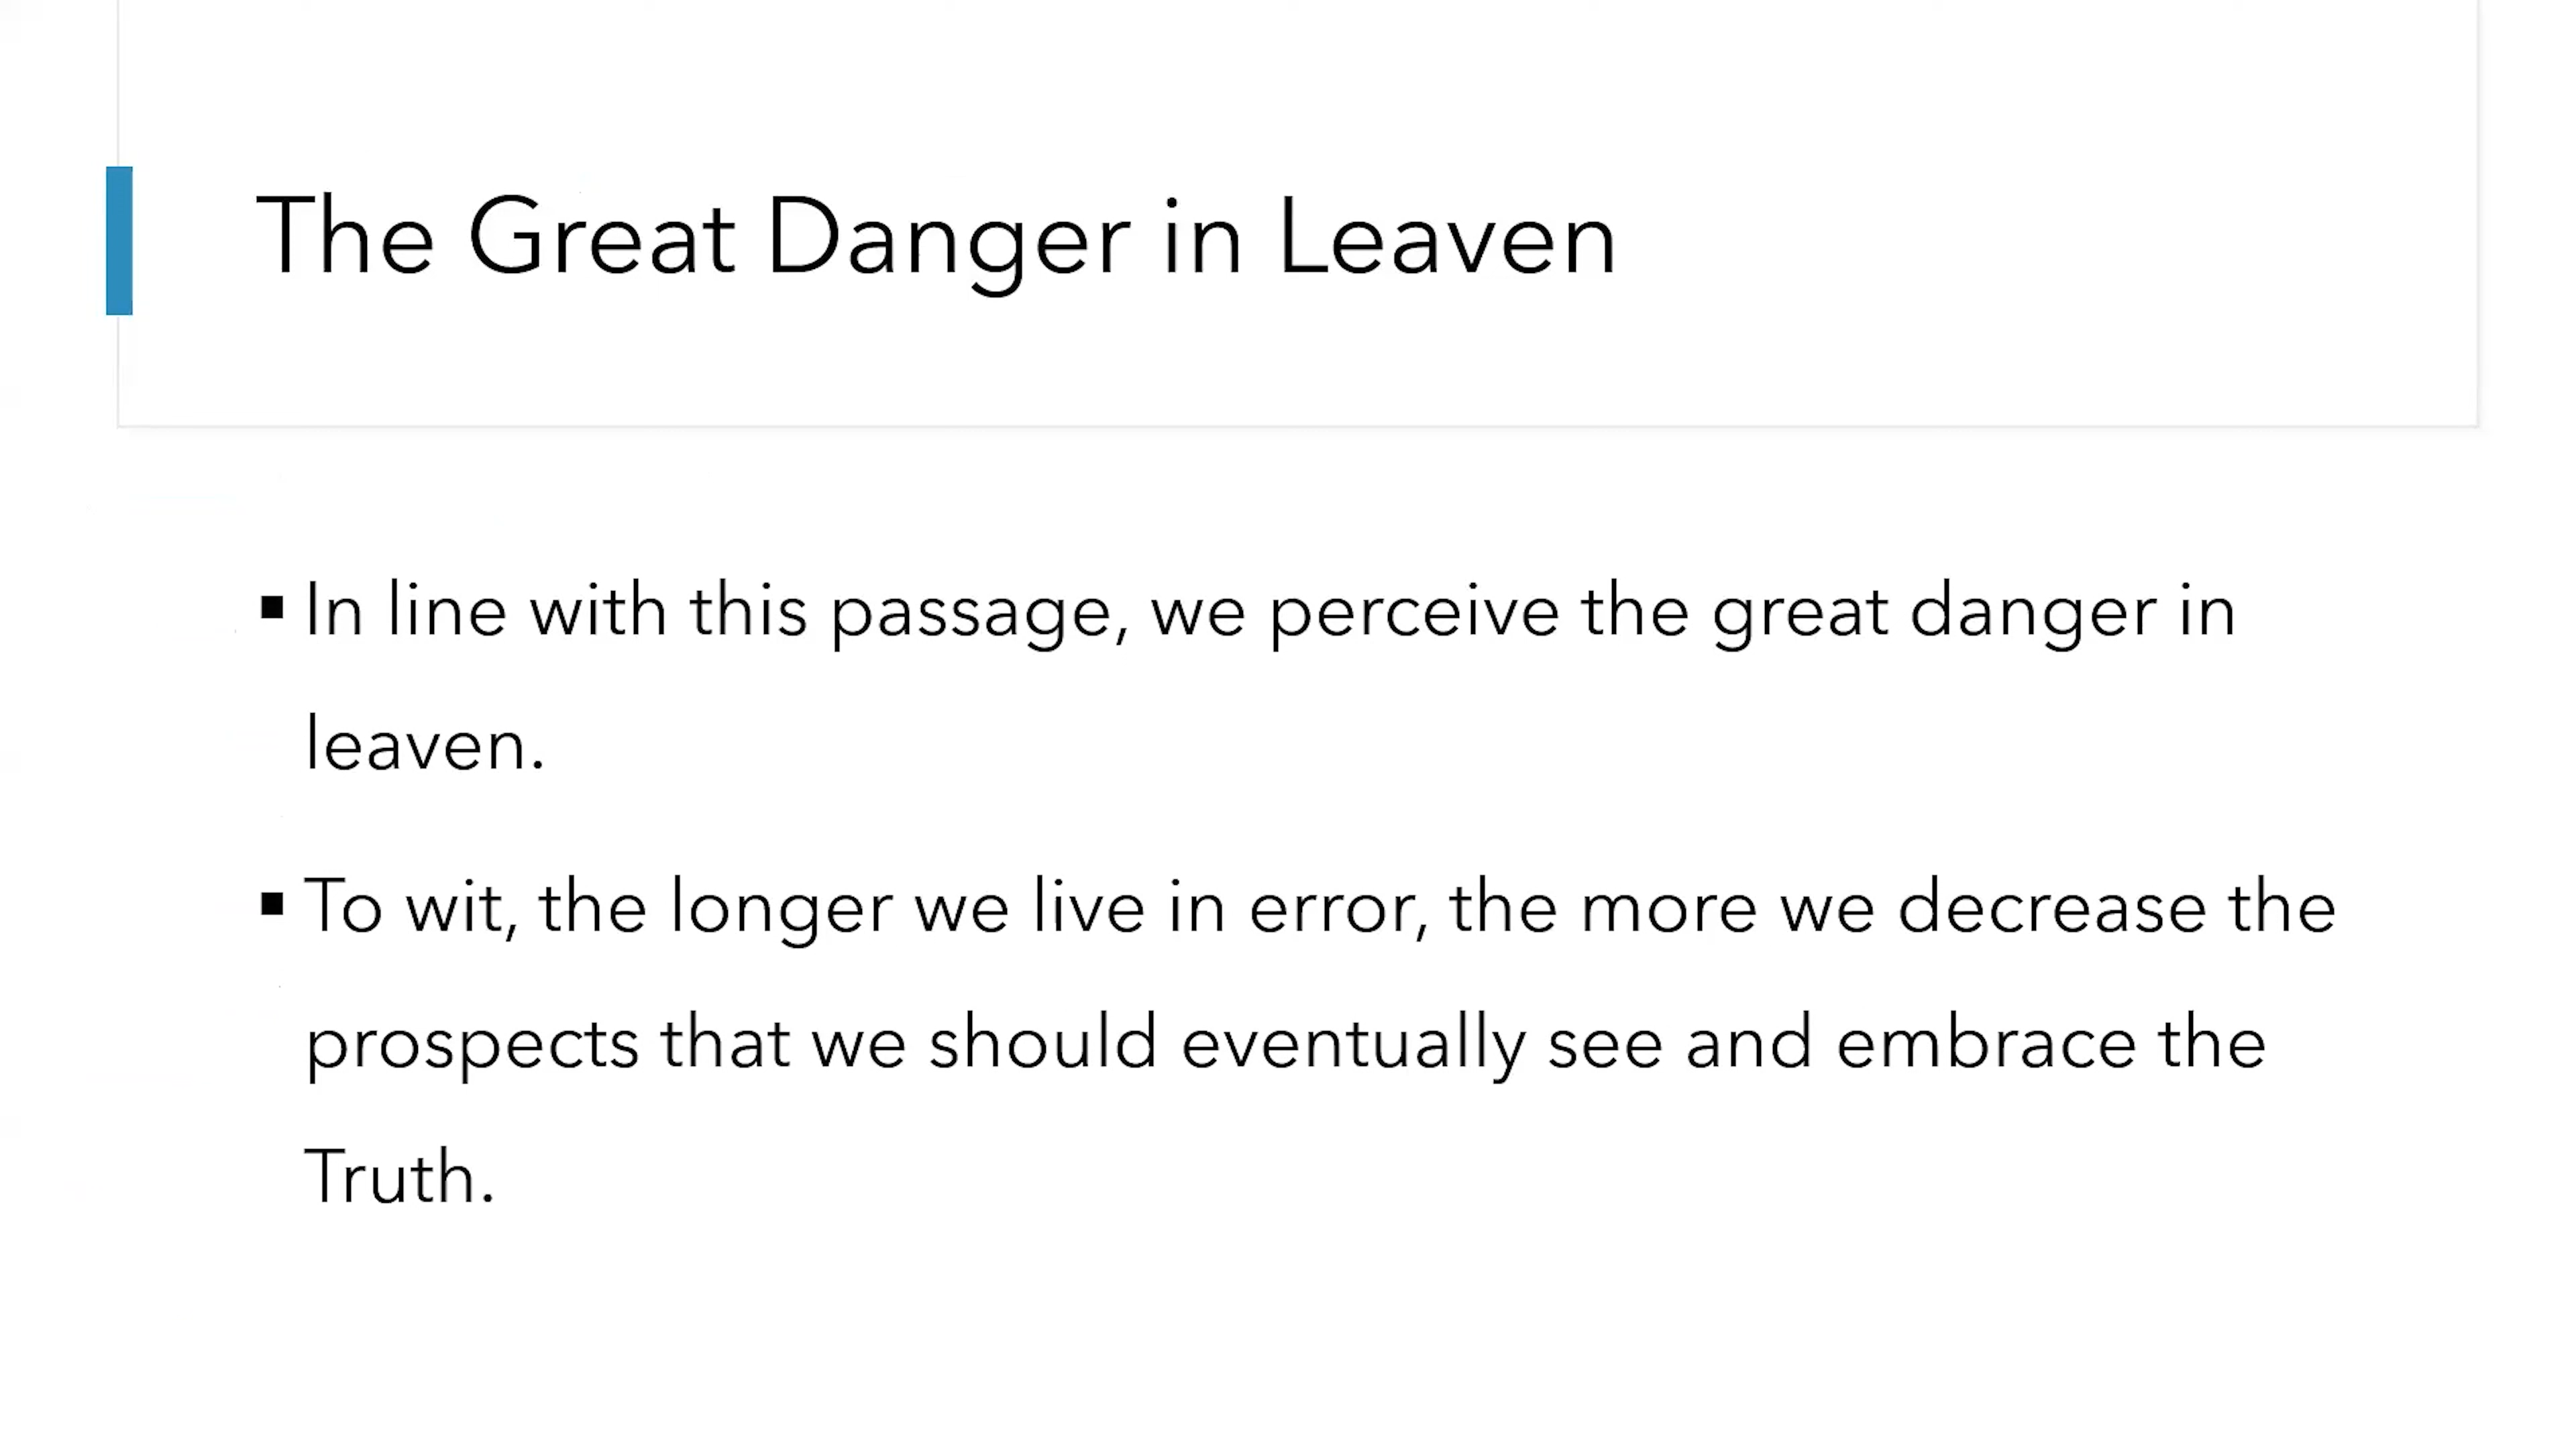 The Great Danger in Leaven
▪ In line with this passage, we perceive the great danger in
leaven.
▪ To wit, the longer we live in error, the more we decrease the
prospects that we should eventually see and embrace the
Truth.